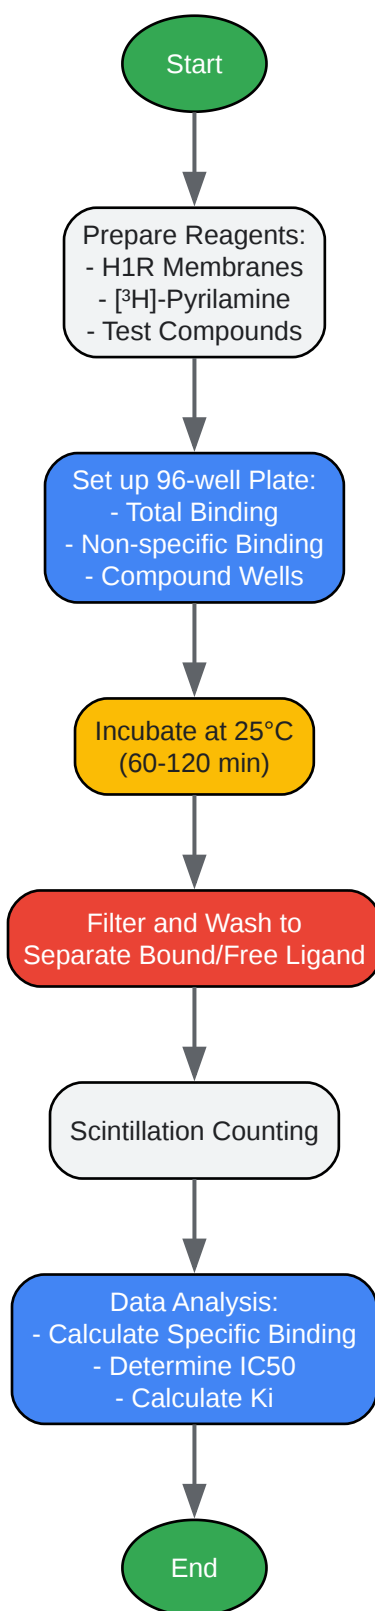 Start
Prepare Reagents:
- H1R Membranes
- [³H]-Pyrilamine
- Test Compounds
Set up 96-well Plate:
- Total Binding
- Non-specific Binding
- Compound Wells
Incubate at 25°C
(60-120 min)
Filter and Wash to
Separate Bound/Free Ligand
Scintillation Counting
Data Analysis:
- Calculate Specific Binding
- Determine IC50
- Calculate Ki
End